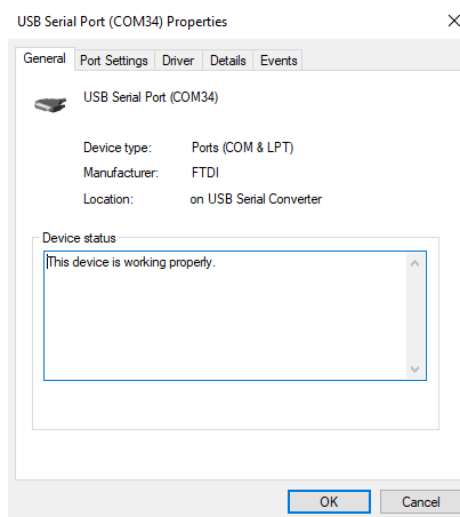 USB Serial Port (COM34) Properties
General Port Settings Driver Details Events
USB Serial Port (COM34)
Device type: Ports (COM & LPT)
Manufacturer: FTDI
Location: on USB Serial Converter
Device status
This device is working properly.
OK Cancel